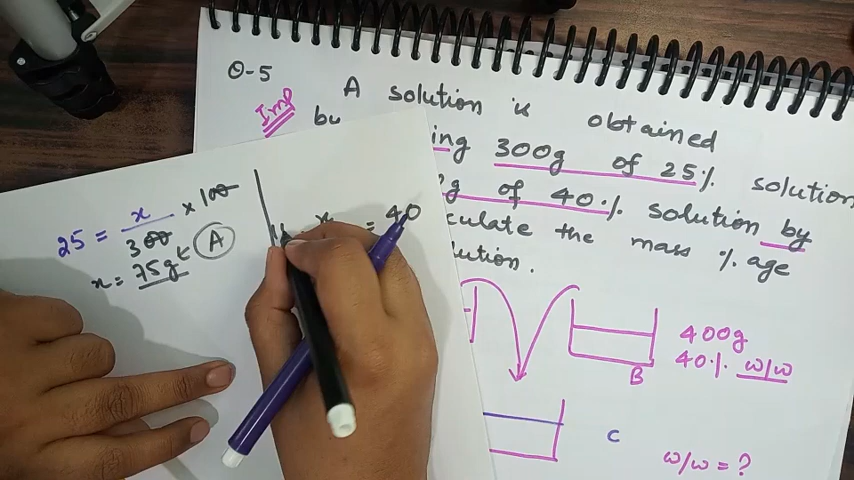 Q-5
Imp
A solution is obtained
by
ing 300g of 25% solution
g of 40% solution by
culate the mass % age
lution.
25 = x/300 × 100
x = 75g
A
x = 40
400g
40% w/w
B
C
w/w = ?